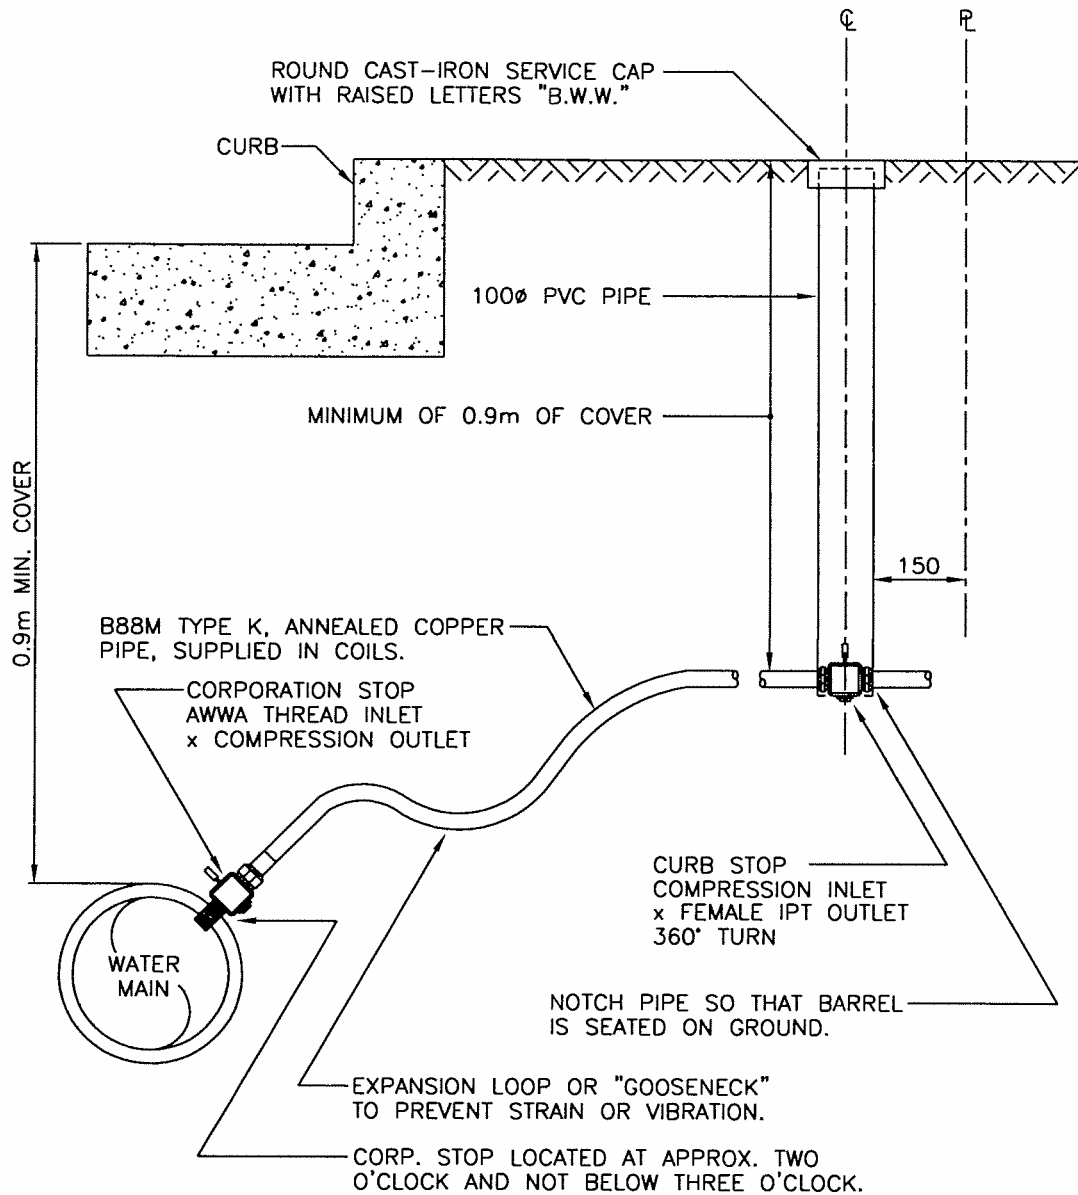 ℄
⅊
ROUND CAST-IRON SERVICE CAP
WITH RAISED LETTERS "B.W.W."
CURB
100ø PVC PIPE
MINIMUM OF 0.9m OF COVER
0.9m MIN. COVER
150
B88M TYPE K, ANNEALED COPPER
PIPE, SUPPLIED IN COILS.
CORPORATION STOP
AWWA THREAD INLET
x COMPRESSION OUTLET
CURB STOP
COMPRESSION INLET
x FEMALE IPT OUTLET
360° TURN
WATER
MAIN
NOTCH PIPE SO THAT BARREL
IS SEATED ON GROUND.
EXPANSION LOOP OR "GOOSENECK"
TO PREVENT STRAIN OR VIBRATION.
CORP. STOP LOCATED AT APPROX. TWO
O'CLOCK AND NOT BELOW THREE O'CLOCK.